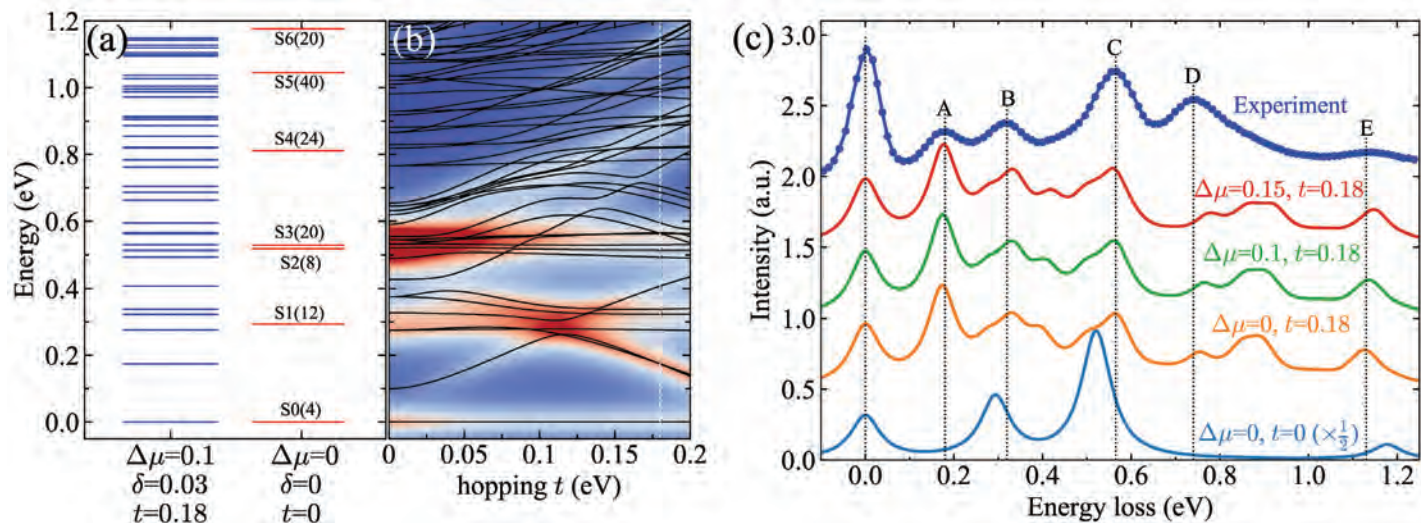 (a)
Energy (eV)
1.2
1.0
0.8
0.6
0.4
0.2
0.0
S6(20)
S5(40)
S4(24)
S3(20)
S2(8)
S1(12)
S0(4)
Δμ=0.1
δ=0.03
t=0.18
Δμ=0
δ=0
t=0
(b)
0
0.05
0.1
0.15
0.2
hopping t (eV)
(c)
Intensity (a.u.)
3.0
2.5
2.0
1.5
1.0
0.5
0.0
A
B
C
D
E
Experiment
Δμ=0.15, t=0.18
Δμ=0.1, t=0.18
Δμ=0, t=0.18
Δμ=0, t=0 (×½)
0.0 0.2 0.4 0.6 0.8 1.0 1.2
Energy loss (eV)